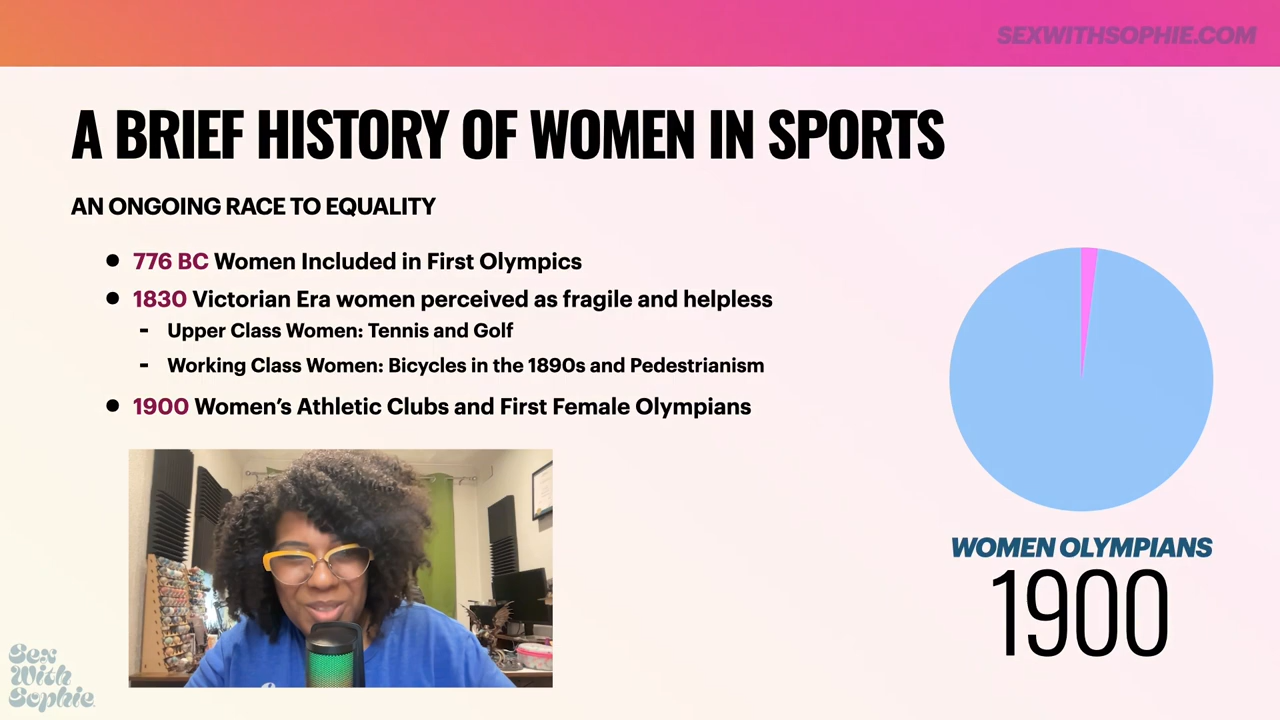 SEXWITHSOPHIE.COM
A BRIEF HISTORY OF WOMEN IN SPORTS
AN ONGOING RACE TO EQUALITY
● 776 BC Women Included in First Olympics
● 1830 Victorian Era women perceived as fragile and helpless
- Upper Class Women: Tennis and Golf
- Working Class Women: Bicycles in the 1890s and Pedestrianism
● 1900 Women’s Athletic Clubs and First Female Olympians
WOMEN OLYMPIANS
1900
Sex
With
Sophie